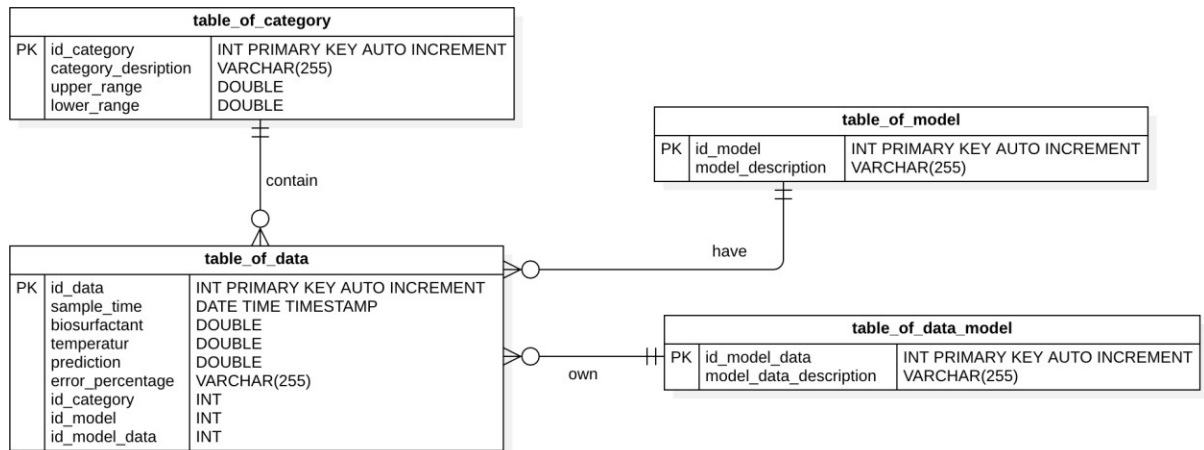 table_of_category
PK id_category INT PRIMARY KEY AUTO INCREMENT
category_desription VARCHAR(255)
upper_range DOUBLE
lower_range DOUBLE
contain
table_of_model
PK id_model INT PRIMARY KEY AUTO INCREMENT
model_description VARCHAR(255)
have
table_of_data
PK id_data INT PRIMARY KEY AUTO INCREMENT
sample_time DATE TIME TIMESTAMP
biosurfactant DOUBLE
temperatur DOUBLE
prediction DOUBLE
error_percentage VARCHAR(255)
id_category INT
id_model INT
id_model_data INT
own
table_of_data_model
PK id_model_data INT PRIMARY KEY AUTO INCREMENT
model_data_description VARCHAR(255)